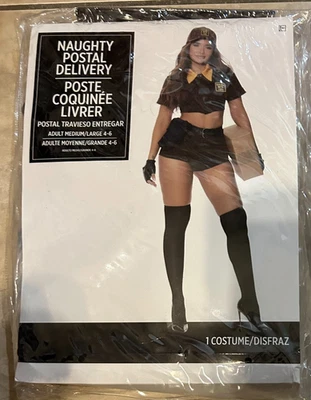 NAUGHTY
POSTAL
DELIVERY
POSTE
COQUINÉE
LIVRER
POSTAL TRAVIESO ENTREGAR
ADULT MEDIUM/LARGE 4-6
ADULTE MOYENNE/GRANDE 4-6
1 COSTUME/DISFRAZ